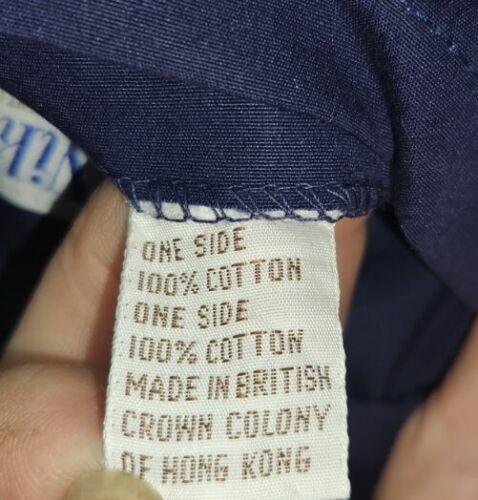 ONE SIDE
100% COTTON
ONE SIDE
100% COTTON
MADE IN BRITISH
CROWN COLONY
OF HONG KONG